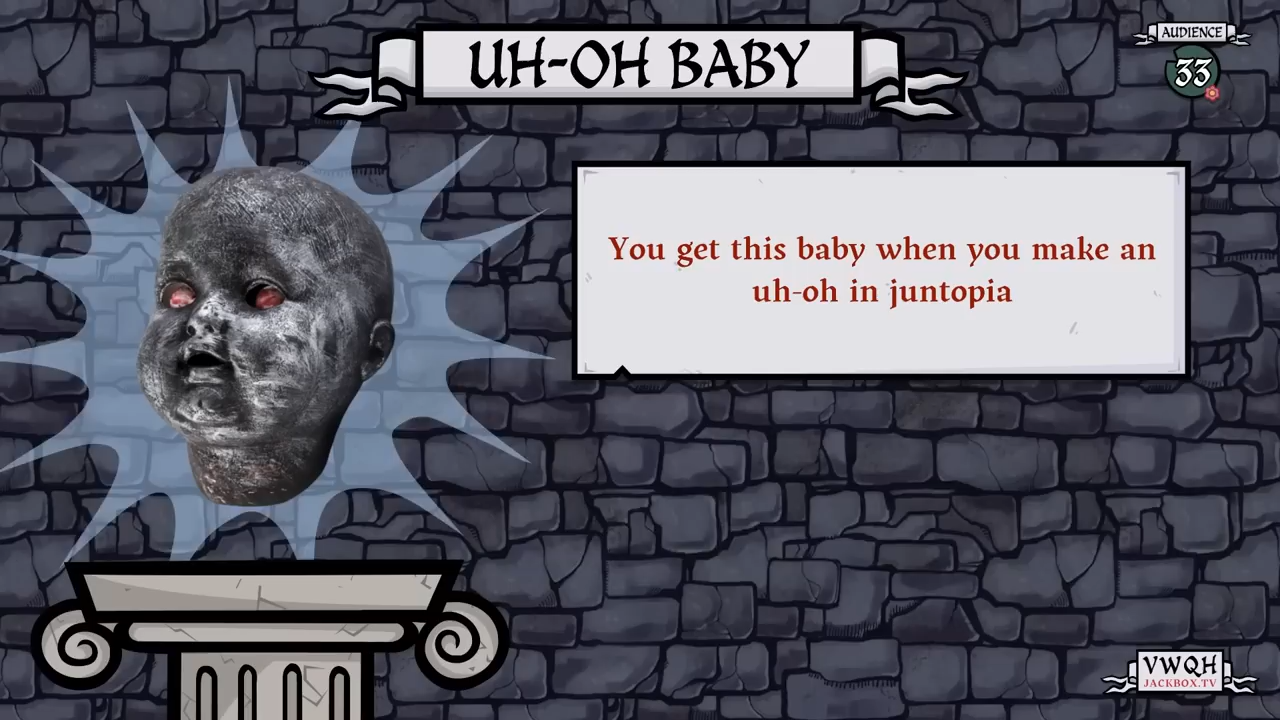 UH-OH BABY
AUDIENCE
33
You get this baby when you make an
uh-oh in juntopia
VWQH
JACKBOX.TV